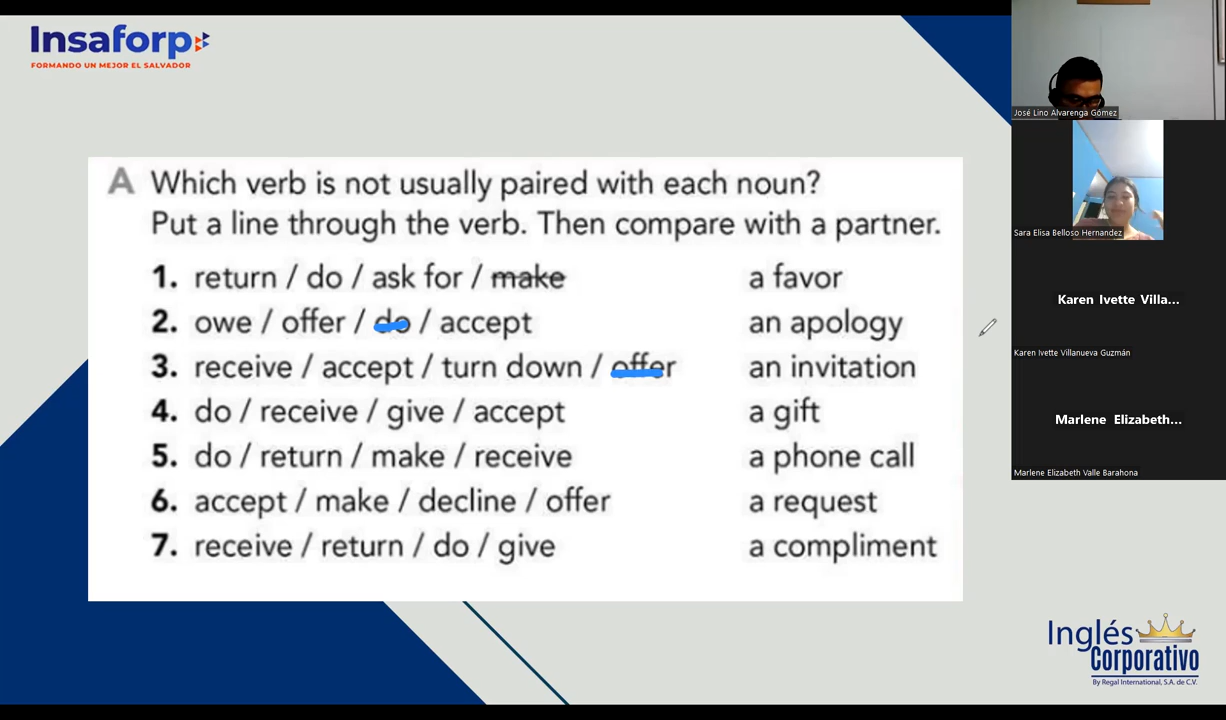 Insaforp
FORMANDO UN MEJOR EL SALVADOR
A Which verb is not usually paired with each noun?
Put a line through the verb. Then compare with a partner.
1. return / do / ask for / make a favor
2. owe / offer / do / accept an apology
3. receive / accept / turn down / offer an invitation
4. do / receive / give / accept a gift
5. do / return / make / receive a phone call
6. accept / make / decline / offer a request
7. receive / return / do / give a compliment
José Lino Alvarenga Gómez
Sara Elisa Belloso Hernandez
Karen Ivette Villa...
Karen Ivette Villanueva Guzmán
Marlene Elizabeth...
Marlene Elizabeth Valle Barahona
Inglés
Corporativo
By Regal International, S.A. de C.V.